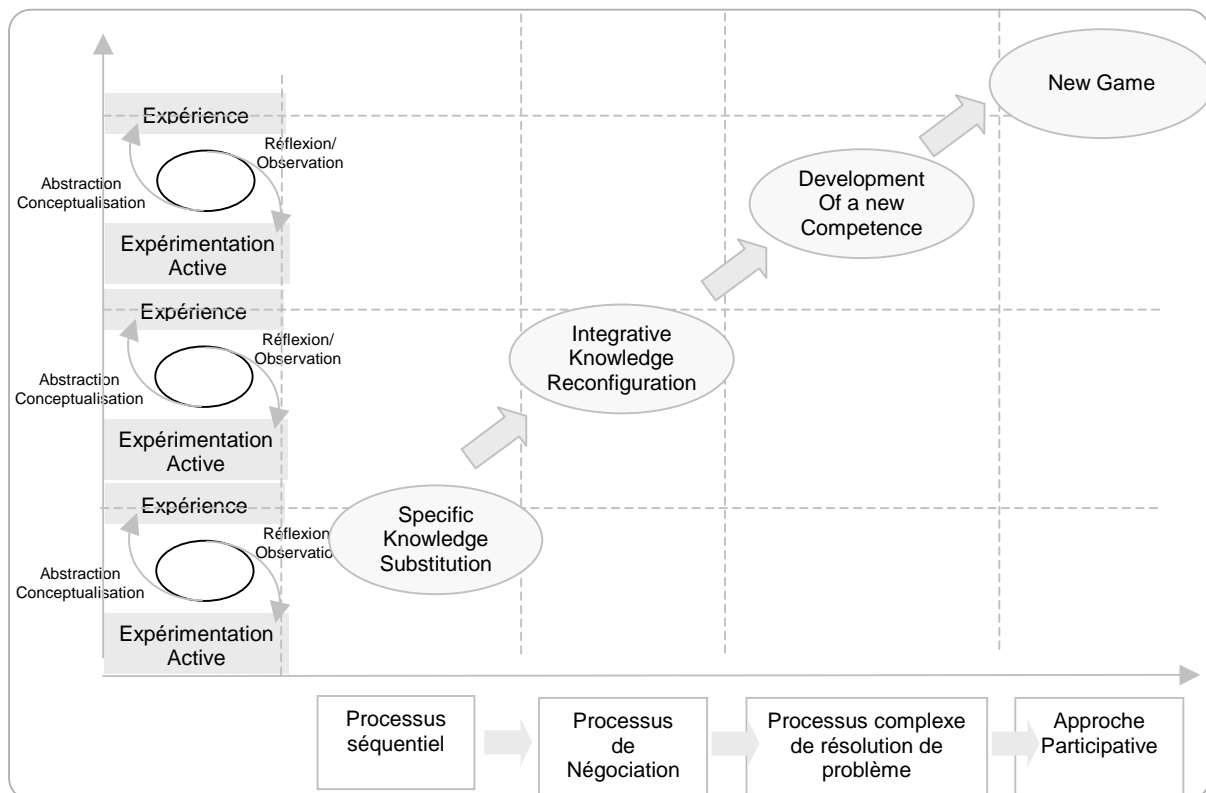 New Game
Expérience
Réflexion/
Observation
Abstraction
Conceptualisation
Development
Of a new
Competence
Expérimentation
Active
Expérience
Réflexion/
Observation
Abstraction
Conceptualisation
Integrative
Knowledge
Reconfiguration
Expérimentation
Active
Expérience
Réflexion/
Observatio
Abstraction
Conceptualisation
Specific
Knowledge
Substitution
Expérimentation
Active
Processus
séquentiel
Processus
de
Négociation
Processus complexe
de résolution de
problème
Approche
Participative